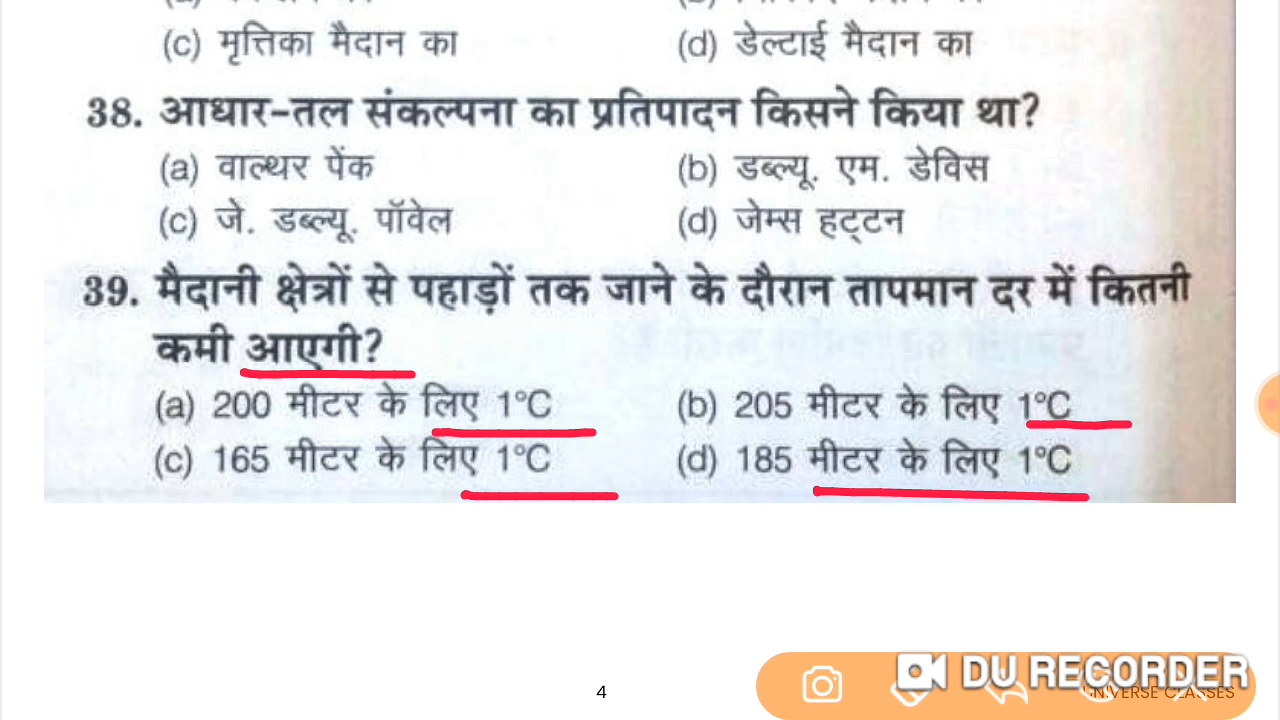 (c) मृत्तिका मैदान का (d) डेल्टाई मैदान का
38. आधार-तल संकल्पना का प्रतिपादन किसने किया था?
(a) वाल्थर पेंक (b) डब्ल्यू. एम. डेविस
(c) जे. डब्ल्यू. पॉवेल (d) जेम्स हट्टन
39. मैदानी क्षेत्रों से पहाड़ों तक जाने के दौरान तापमान दर में कितनी
कमी आएगी?
(a) 200 मीटर के लिए 1°C (b) 205 मीटर के लिए 1°C
(c) 165 मीटर के लिए 1°C (d) 185 मीटर के लिए 1°C
DU RECORDER
4
CLASSES